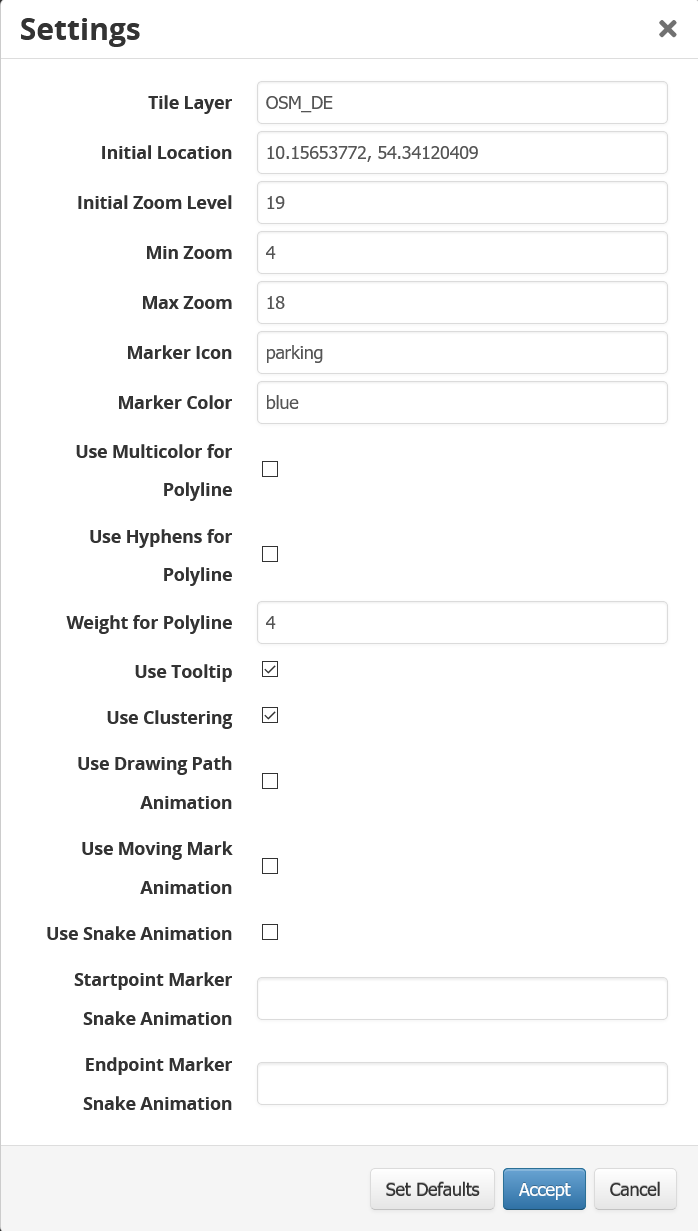 Settings
Tile Layer OSM_DE
Initial Location 10.15653772, 54.34120409
Initial Zoom Level 19
Min Zoom 4
Max Zoom 18
Marker Icon parking
Marker Color blue
Use Multicolor for
Polyline
Use Hyphens for
Polyline
Weight for Polyline 4
Use Tooltip
Use Clustering
Use Drawing Path
Animation
Use Moving Mark
Animation
Use Snake Animation
Startpoint Marker
Snake Animation
Endpoint Marker
Snake Animation
Set Defaults Accept Cancel